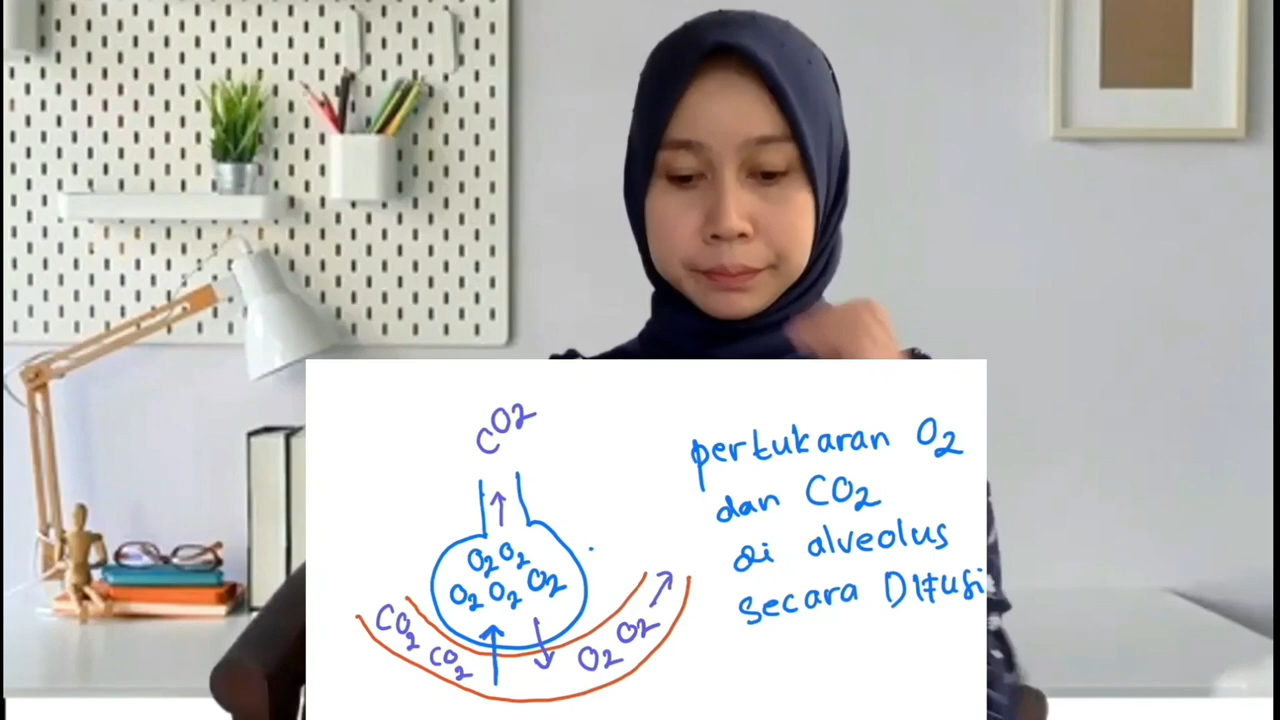 CO2
O2 O2
O2 O2 O2
CO2
CO2
O2 O2
pertukaran O2
dan CO2
di alveolus
secara Difusi